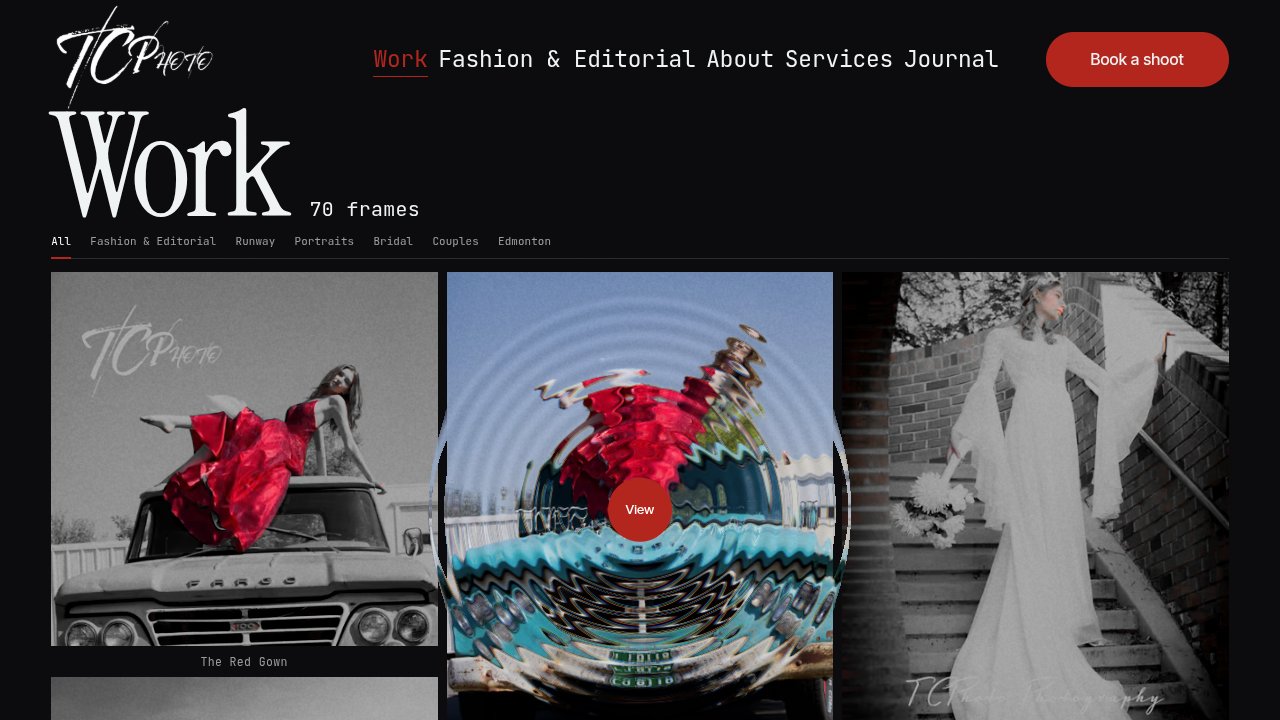 TCPhoto
Work Fashion & Editorial About Services Journal
Book a shoot
Work
70 frames
All Fashion & Editorial Runway Portraits Bridal Couples Edmonton
TCPhoto
FARGO
View
The Red Gown
TCPhoto Photography